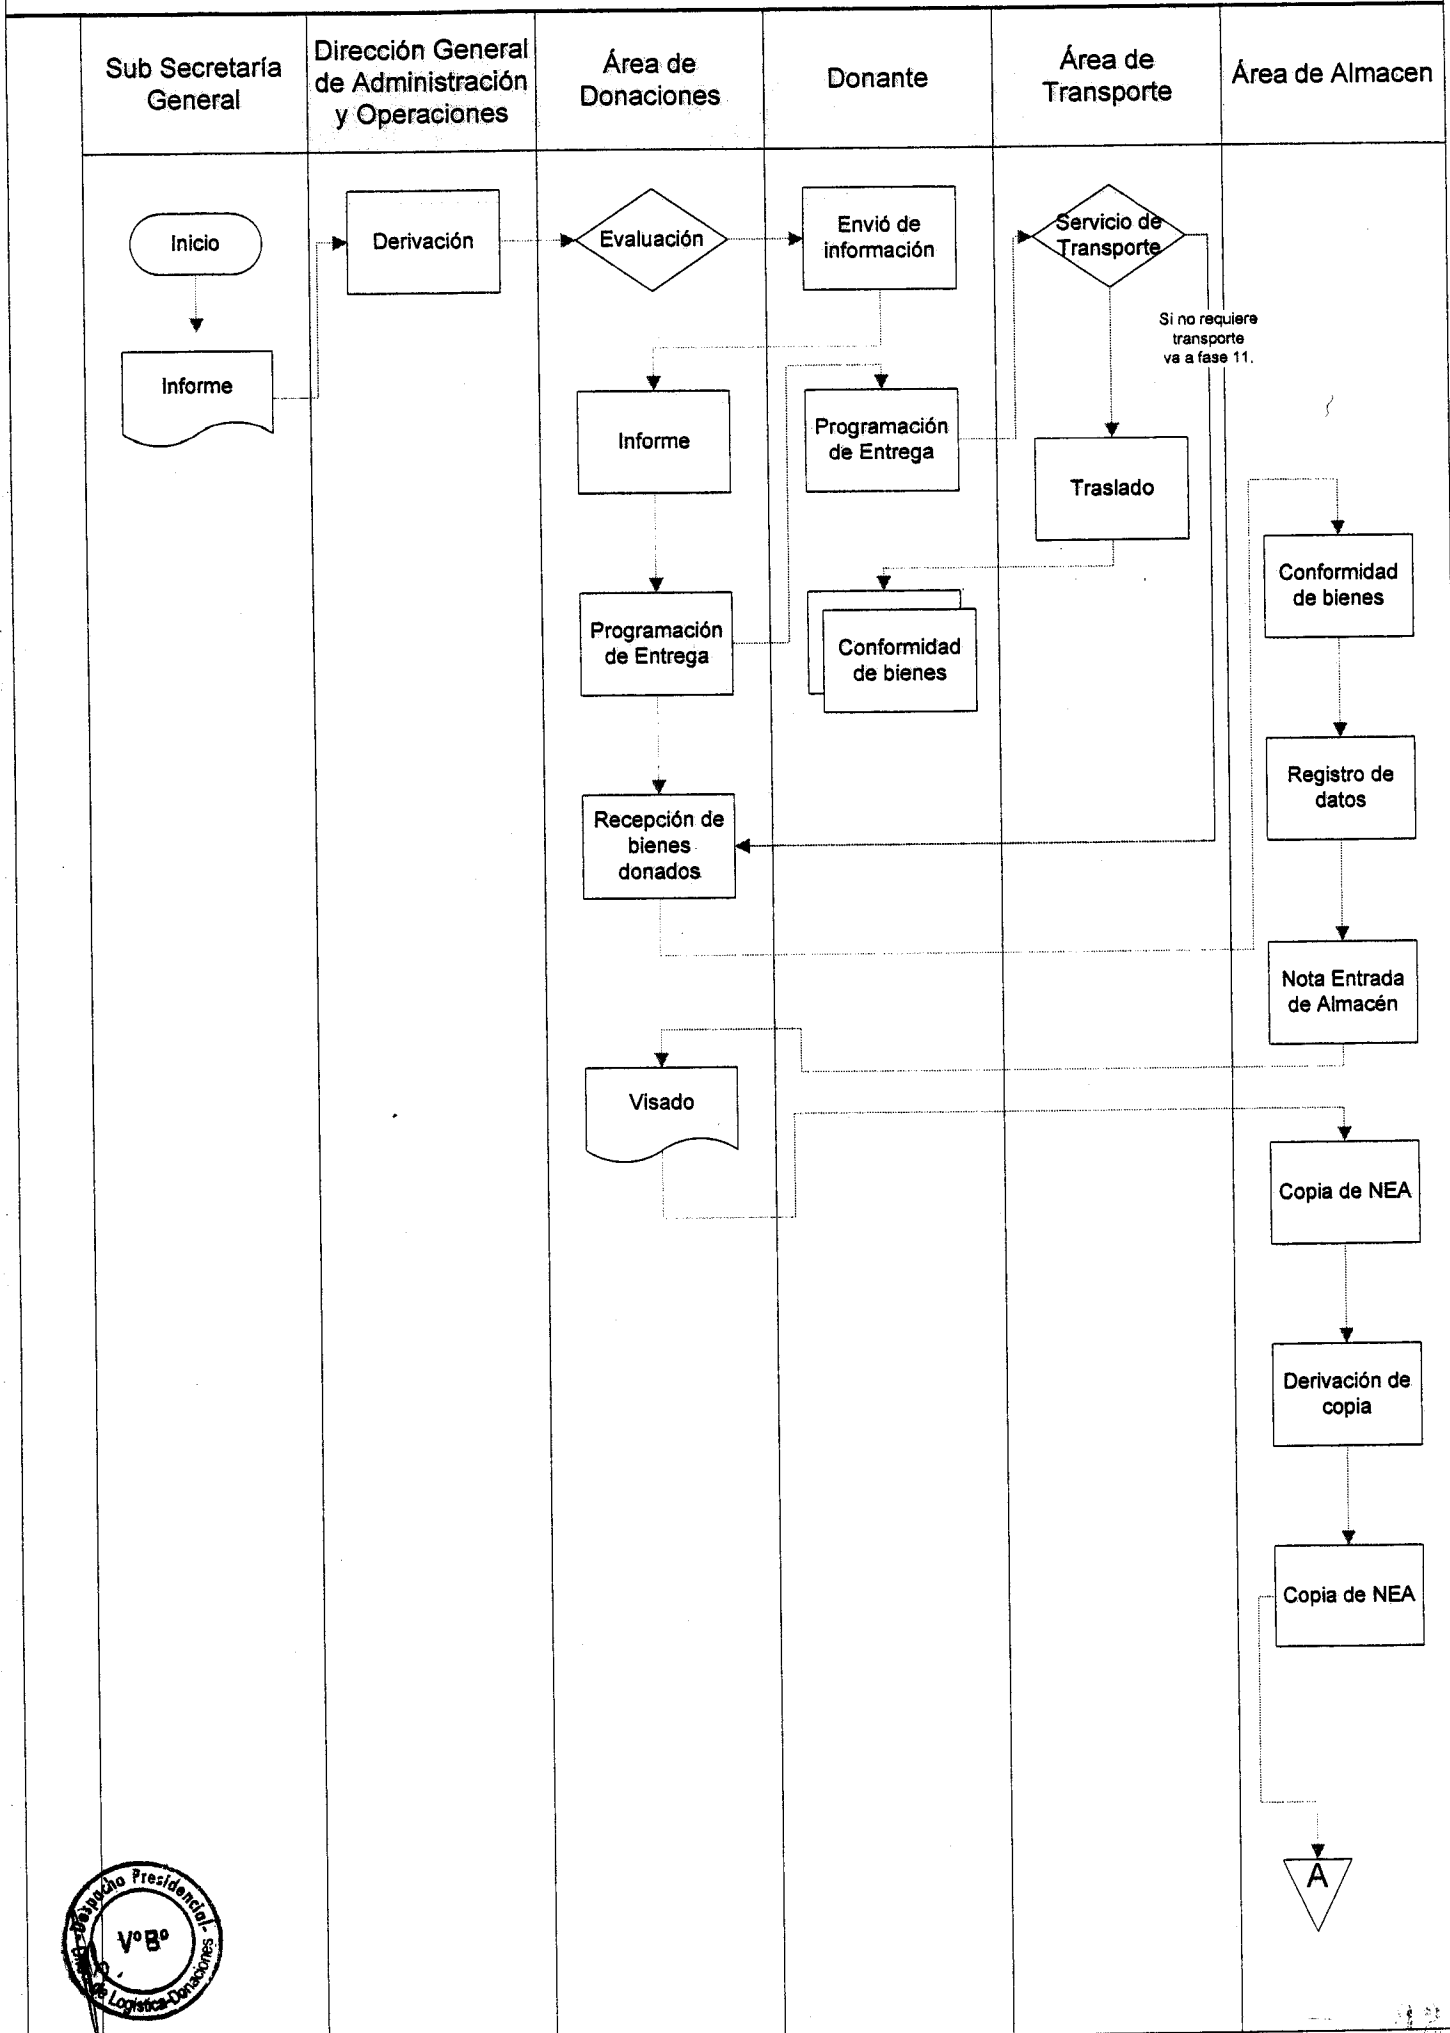 Sub Secretaría
General
Dirección General
de Administración
y Operaciones
Área de
Donaciones
Donante
Área de
Transporte
Área de Almacen
Inicio
Derivación
Evaluación
Envió de
información
Servicio de
Transporte
Si no requiere
transporte
va a fase 11.
Informe
Informe
Programación
de Entrega
Traslado
Conformidad
de bienes
Programación
de Entrega
Conformidad
de bienes
Registro de
datos
Recepción de
bienes
donados
Nota Entrada
de Almacén
Visado
Copia de NEA
Derivación de
copia
Copia de NEA
A
Despacho Presidencial-
VºBº
de Logística-Donaciones